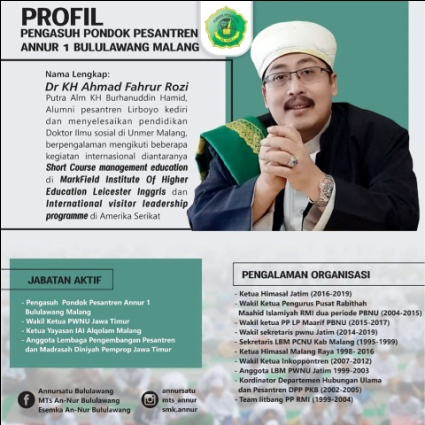 PROFIL
PENGASUH PONDOK PESANTREN
ANNUR 1 BULULAWANG MALANG
Nama Lengkap:
Dr KH Ahmad Fahrur Rozi
Putra Alm KH Burhanuddin Hamid,
Alumni pesantren Lirboyo kediri
dan menyelesaikan pendidikan
Doktor Ilmu sosial di Unmer Malang,
berpengalaman mengikuti beberapa
kegiatan internasional diantaranya
Short Course management education
di MarkField Institute Of Higher
Education Leicester Inggris dan
International visitor leadership
programme di Amerika Serikat
JABATAN AKTIF
- Pengasuh Pondok Pesantren Annur 1
Bululawang Malang
- Wakil Ketua PWNU Jawa Timur
- Ketua Yayasan IAI Alqolam Malang
- Anggota Lembaga Pengembangan Pesantren
dan Madrasah Diniyah Pemprop Jawa Timur
PENGALAMAN ORGANISASI
- Ketua Himasal Jatim (2016-2019)
- Wakil Ketua Pengurus Pusat Rabithah
Maahid Islamiyah RMI dua periode PBNU (2004-2015)
- Wakil ketua PP LP Maarif PBNU (2015-2017)
- Wakil sekretaris pwnu Jatim (2014-2019)
- Sekretaris LBM PCNU Kab Malang (1995-1999)
- Ketua Himasal Malang Raya 1998- 2016
- Wakil Ketua Inkoppontren (2007-2012)
- Anggota LBM PWNU Jatim 1999-2003
- Kordinator Departemen Hubungan Ulama
dan Pesantren DPP PKB (2002-2005)
- Team litbang PP RMI (1999-2004)
Annursatu Bululawang
MTs An-Nur Bululawang
Esemka An-Nur Bululawang
annursatu
mts_annur
smk.annur